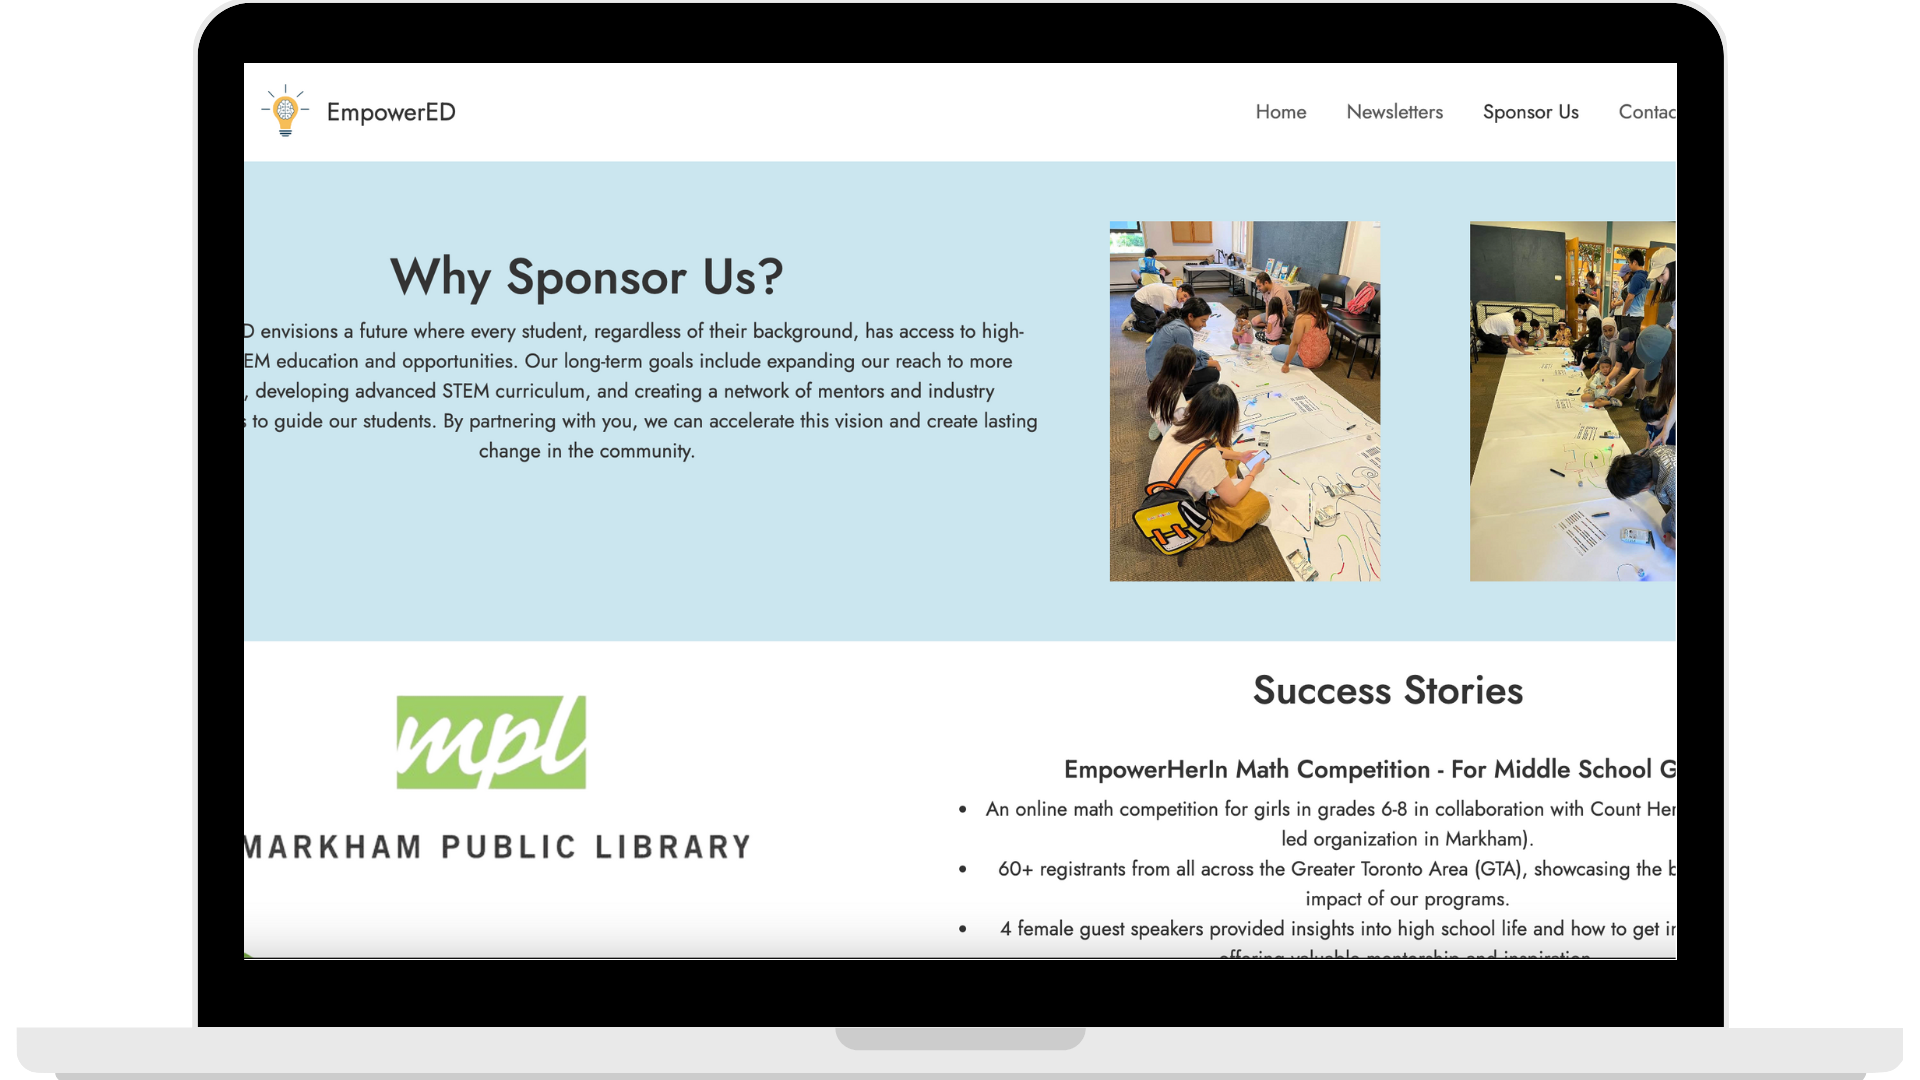 EmpowerED
Home Newsletters Sponsor Us Contac
Why Sponsor Us?
D envisions a future where every student, regardless of their background, has access to high-
EM education and opportunities. Our long-term goals include expanding our reach to more
, developing advanced STEM curriculum, and creating a network of mentors and industry
s to guide our students. By partnering with you, we can accelerate this vision and create lasting
change in the community.
mpl
MARKHAM PUBLIC LIBRARY
Success Stories
EmpowerHerIn Math Competition - For Middle School G
• An online math competition for girls in grades 6-8 in collaboration with Count Her
led organization in Markham).
• 60+ registrants from all across the Greater Toronto Area (GTA), showcasing the b
impact of our programs.
• 4 female guest speakers provided insights into high school life and how to get in
offering valuable mentorship and inspiration.